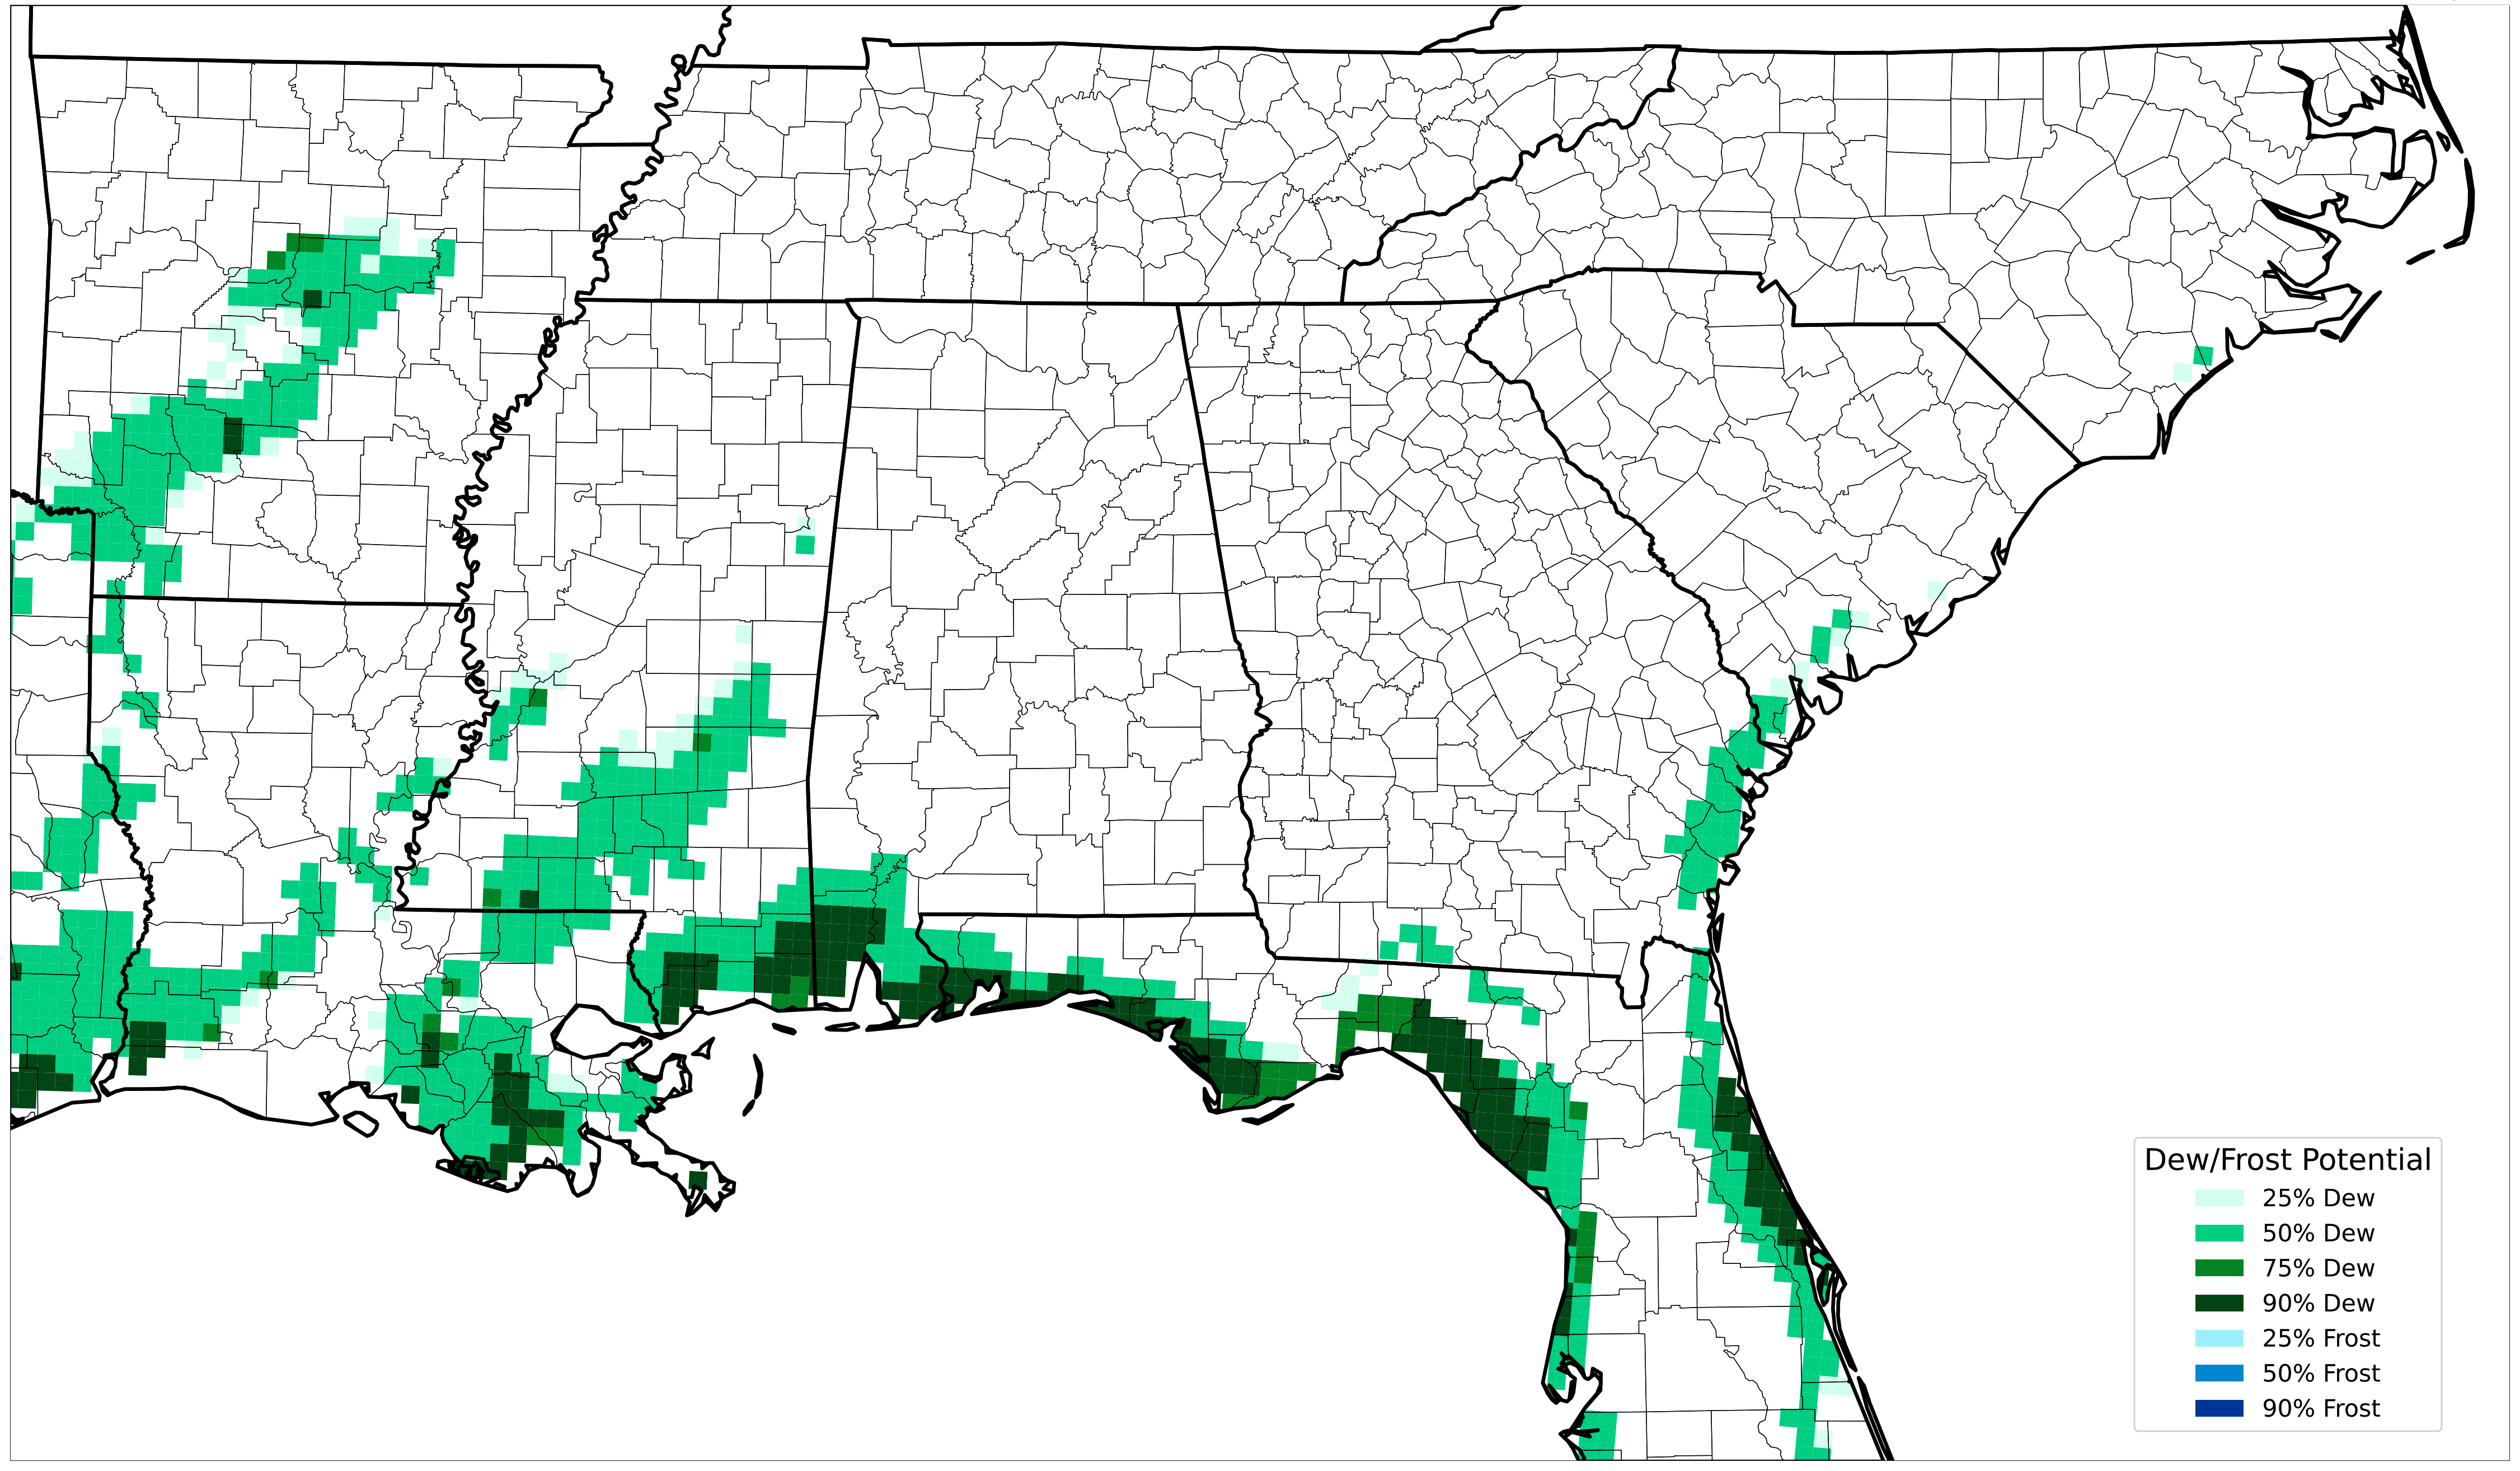 Dew/Frost Potential
25% Dew
50% Dew
75% Dew
90% Dew
25% Frost
50% Frost
90% Frost